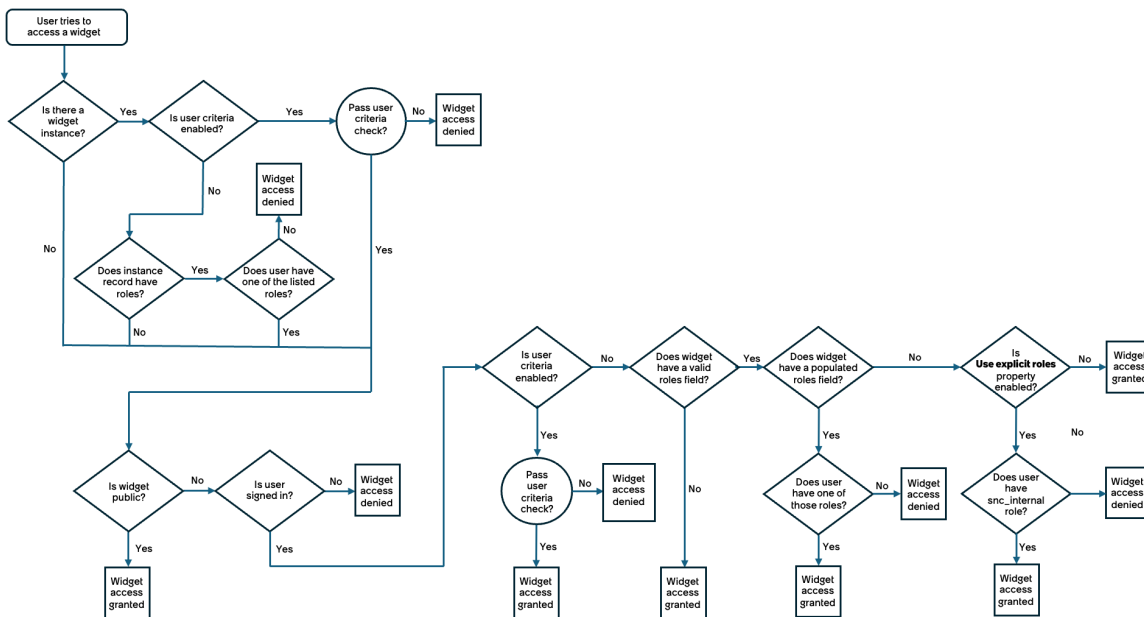 User tries to
access a widget
Is there a
widget
instance?
Yes
Is user criteria
enabled?
Yes
Pass user
criteria
check?
No
Widget
access
denied
No
Widget
access
denied
No
No
Yes
Does instance
record have
roles?
Yes
Does user have
one of the listed
roles?
No
Yes
Is user
criteria
enabled?
No
Does widget
have a valid
roles field?
Yes
Does widget
have a populated
roles field?
No
Is
Use explicit roles
property
enabled?
No
Widget
access
granted
Yes
No
Yes
Yes
No
Is widget
public?
No
Is user
signed in?
No
Widget
access
denied
Pass
user
criteria
check?
No
Widget
access
denied
Does user
have one of
those roles?
No
Widget
access
denied
Does user
have
snc_internal
role?
Widget
access
denied
Yes
Yes
Yes
Yes
Yes
Widget
access
granted
Widget
access
granted
Widget
access
granted
Widget
access
granted
Widget
access
granted